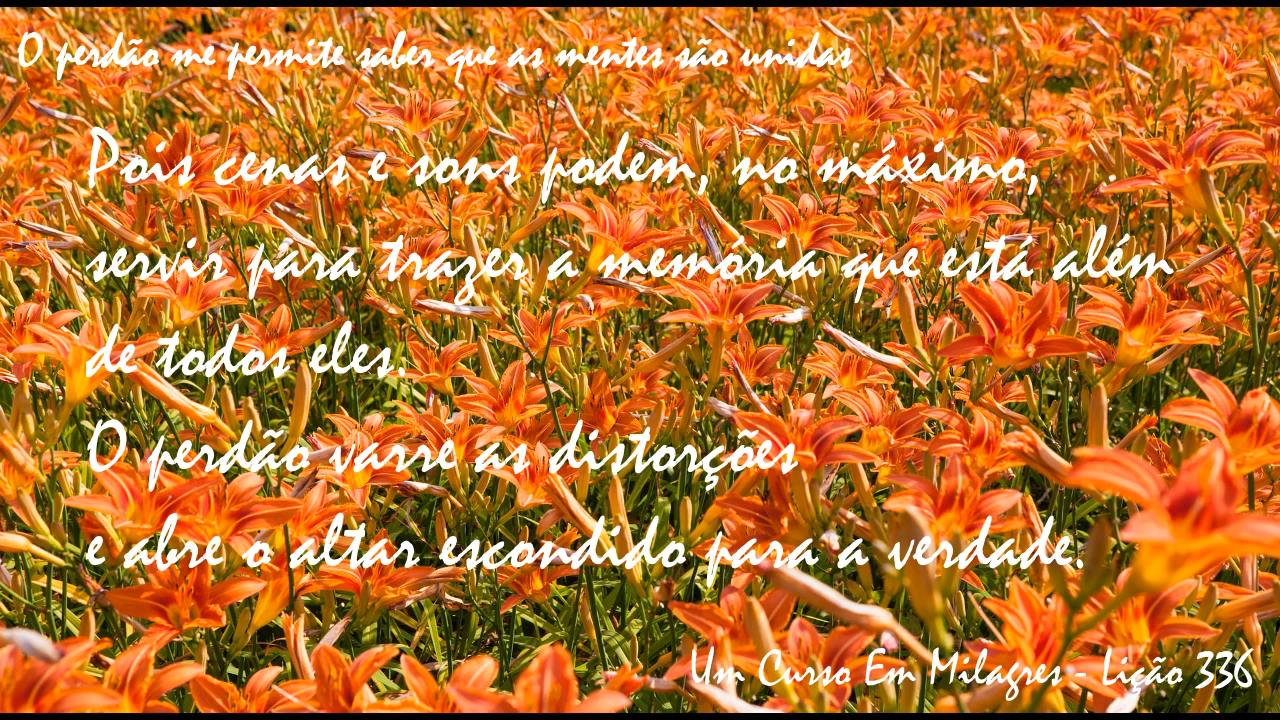 O perdão me permite saber que as mentes são unidas
Pois cenas e sons podem, no máximo,
servir para trazer a memória que está além
de todos eles.
O perdão varre as distorções
e abre o altar escondido para a verdade.
Um Curso Em Milagres - Lição 336